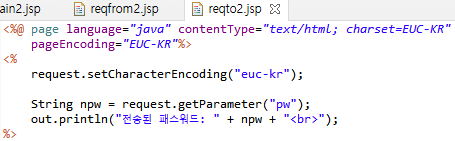 ain2.jsp reqfrom2.jsp reqto2.jsp
<%@ page language="java" contentType="text/html; charset=EUC-KR"
pageEncoding="EUC-KR"%>
<%
request.setCharacterEncoding("euc-kr");
String npw = request.getParameter("pw");
out.println("전송된 패스워드: " + npw + "<br>");
%>